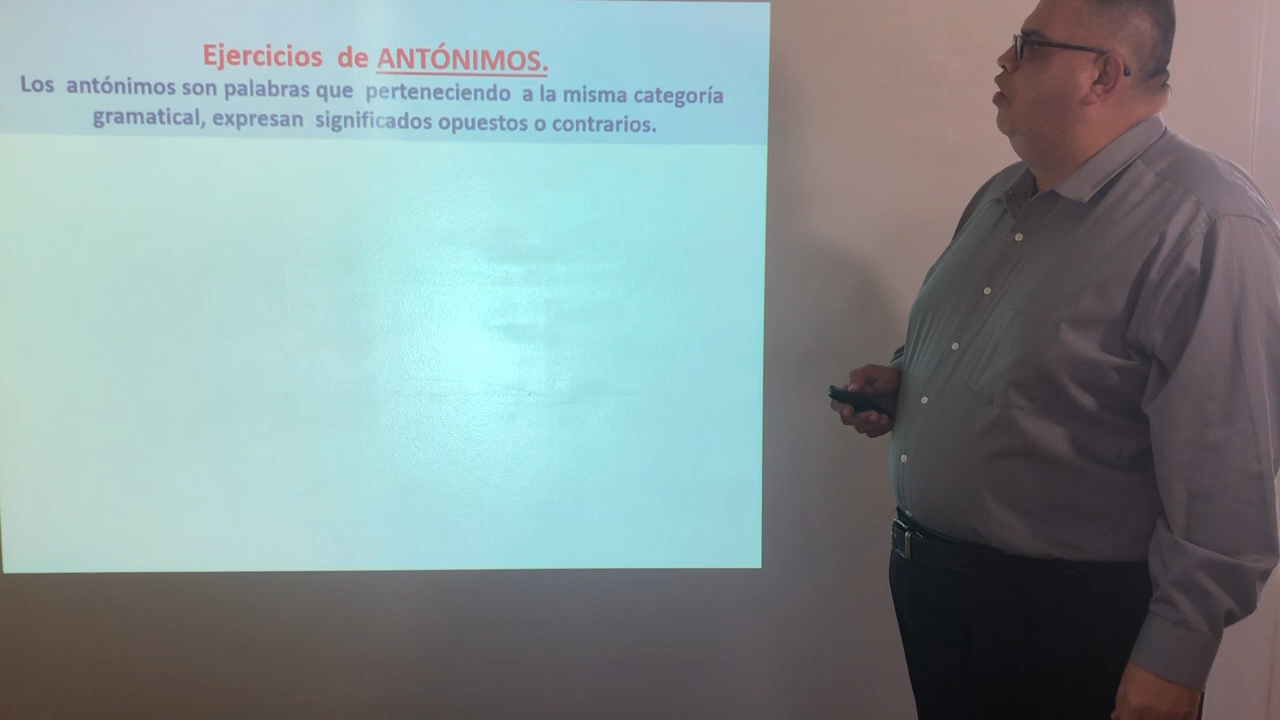 Ejercicios de ANTÓNIMOS.
Los antónimos son palabras que perteneciendo a la misma categoría
gramatical, expresan significados opuestos o contrarios.